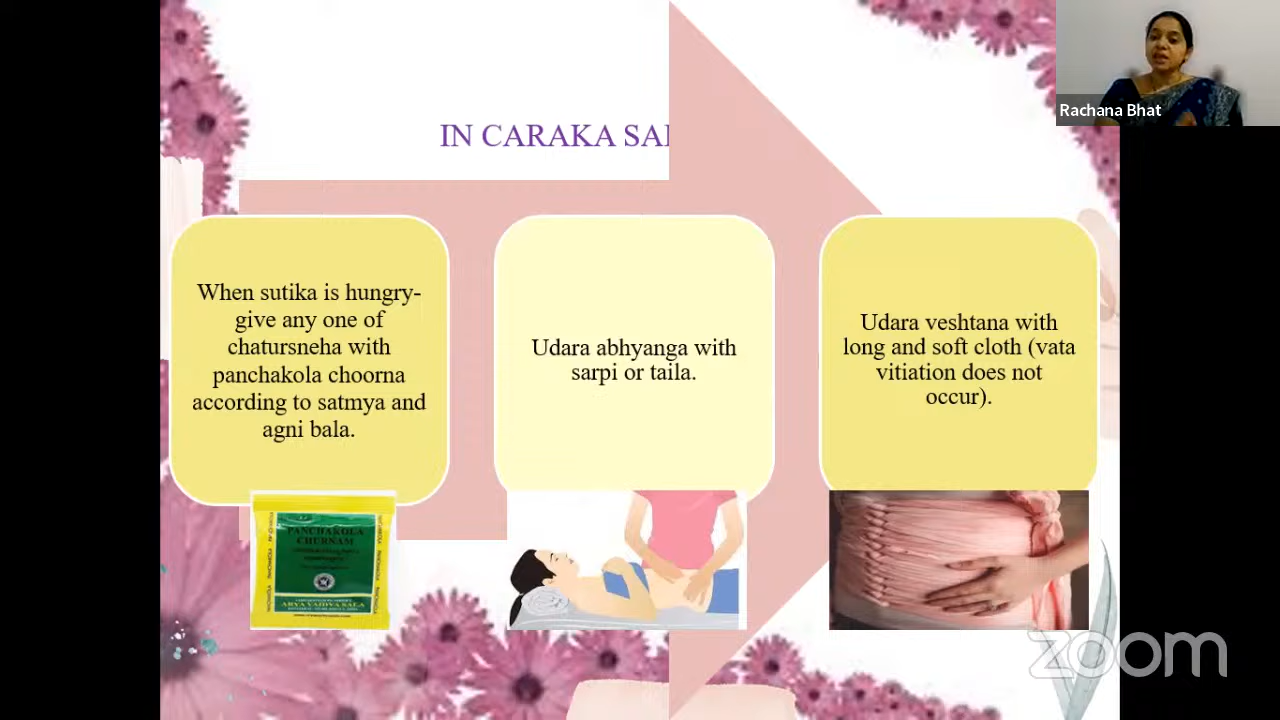 Rachana Bhat
IN CARAKA SA
When sutika is hungry-
give any one of
chatursneha with
panchakola choorna
according to satmya and
agni bala.
Udara abhyanga with
sarpi or taila.
Udara veshtana with
long and soft cloth (vata
vitiation does not
occur).
PANCHAKOLA
CHURNAM
ARYA VAIDYA SALA
zoom